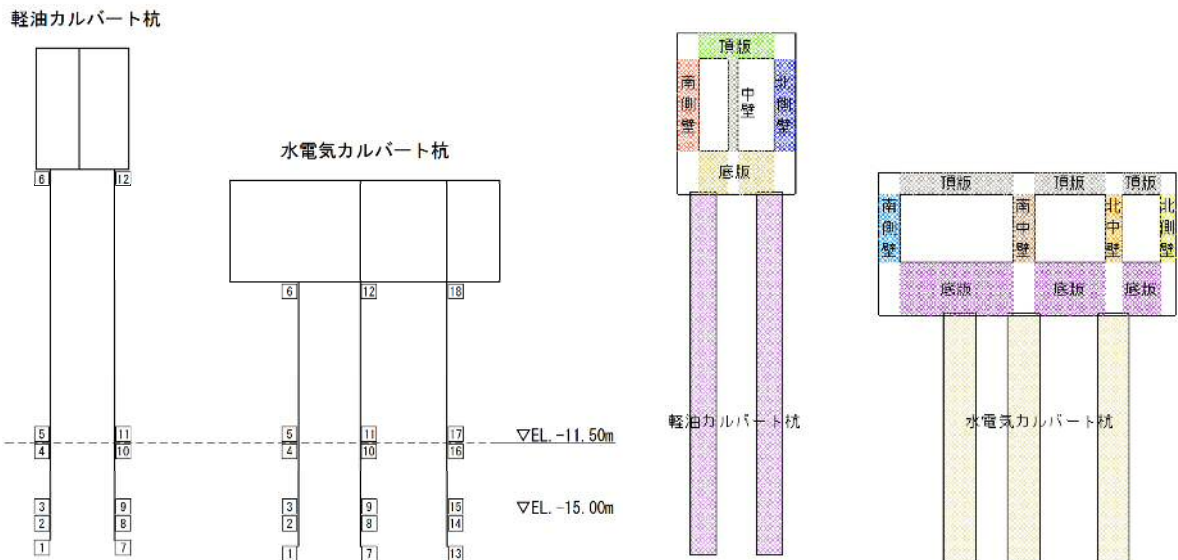 軽油カルバート杭
水電気カルバート杭
6
12
6
12
18
5
11
5
11
17
▽EL.-11.50m
4
10
4
10
16
3
9
3
9
15
▽EL.-15.00m
2
8
2
8
14
1
7
1
7
13
頂版
南側壁
中壁
北側壁
底版
軽油カルバート杭
頂版
頂版
頂版
南側壁
南中壁
北中壁
北側壁
底版
底版
底版
水電気カルバート杭